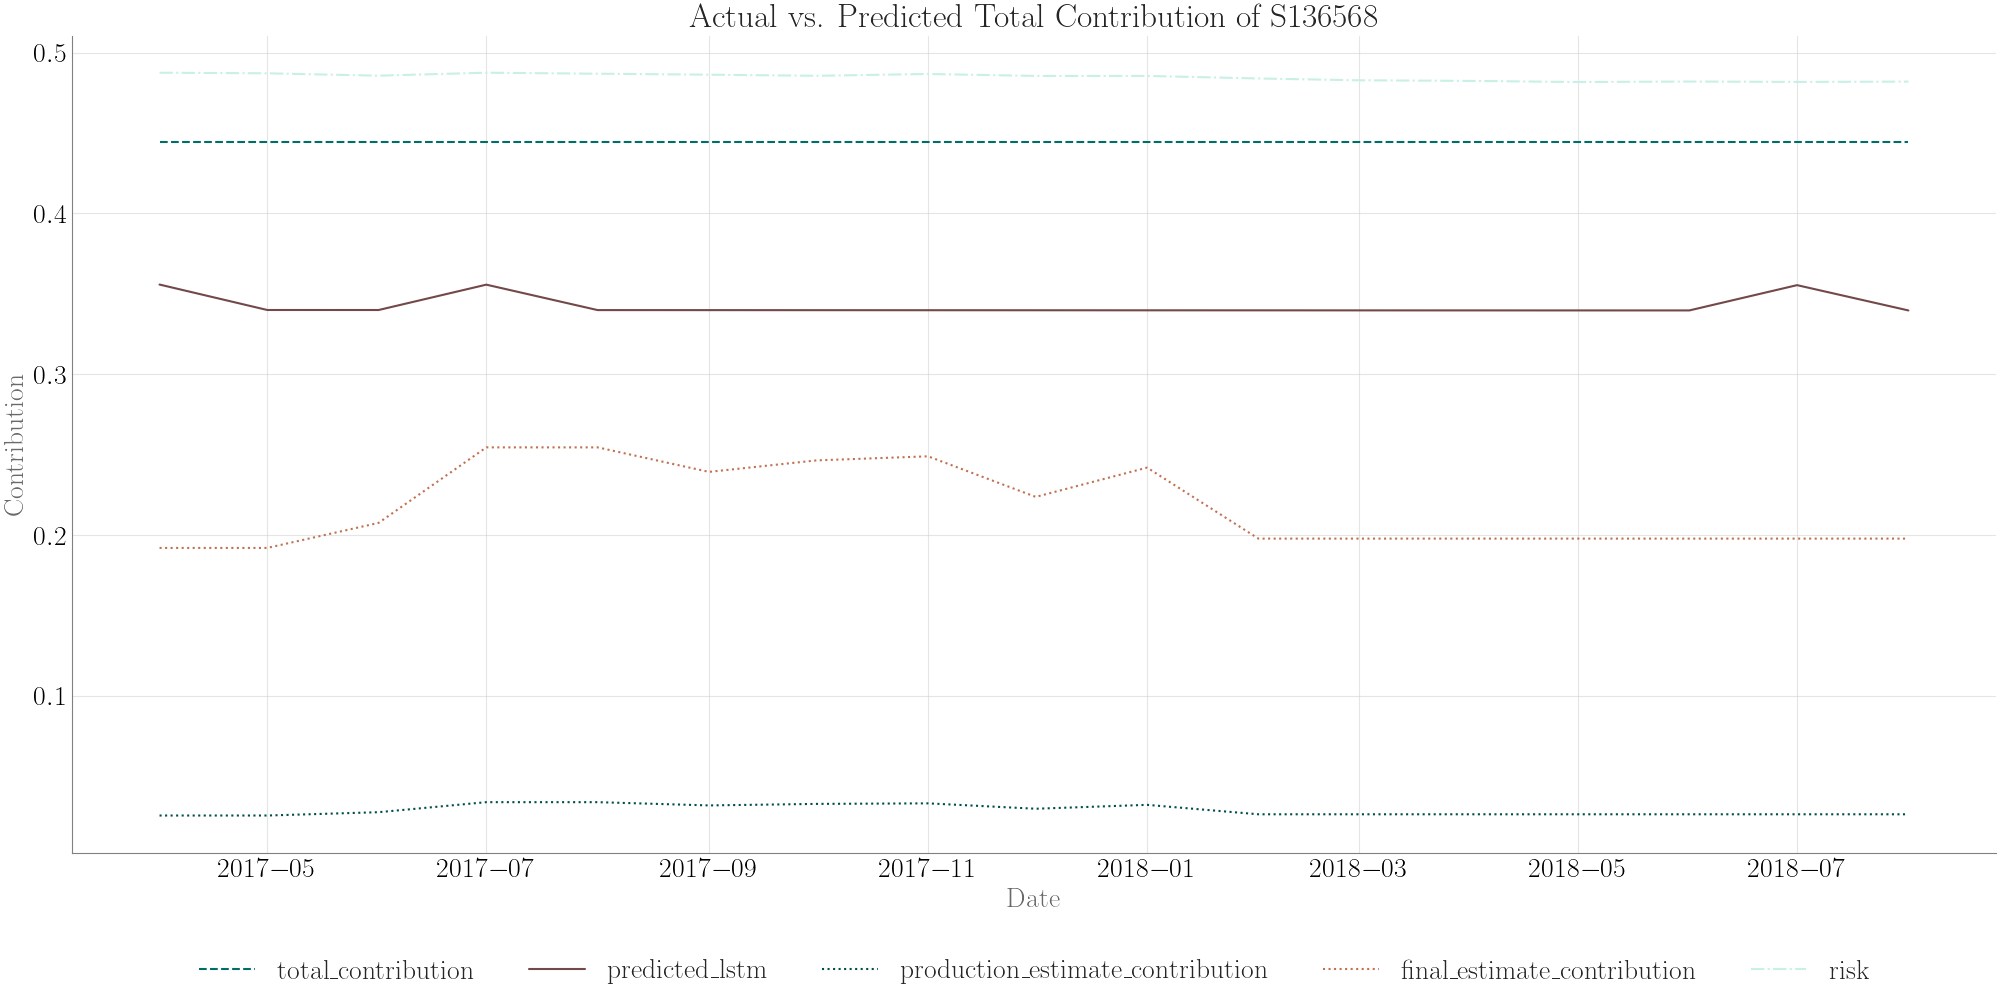 Actual vs. Predicted Total Contribution of S136568
Contribution
0.5
0.4
0.3
0.2
0.1
2017−05 2017−07 2017−09 2017−11 2018−01 2018−03 2018−05 2018−07
Date
total_contribution predicted_lstm production_estimate_contribution final_estimate_contribution risk